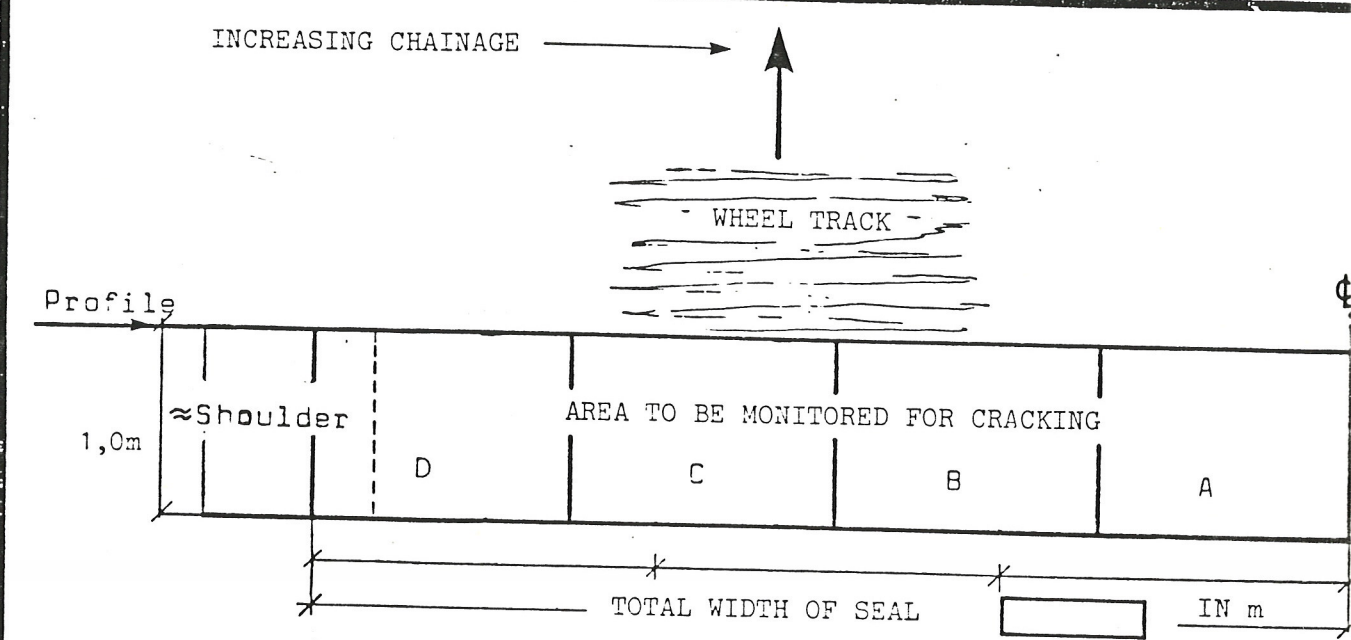 INCREASING CHAINAGE
WHEEL TRACK
Profile
℄
≈Shoulder
AREA TO BE MONITORED FOR CRACKING
1,0m
D
C
B
A
TOTAL WIDTH OF SEAL IN m